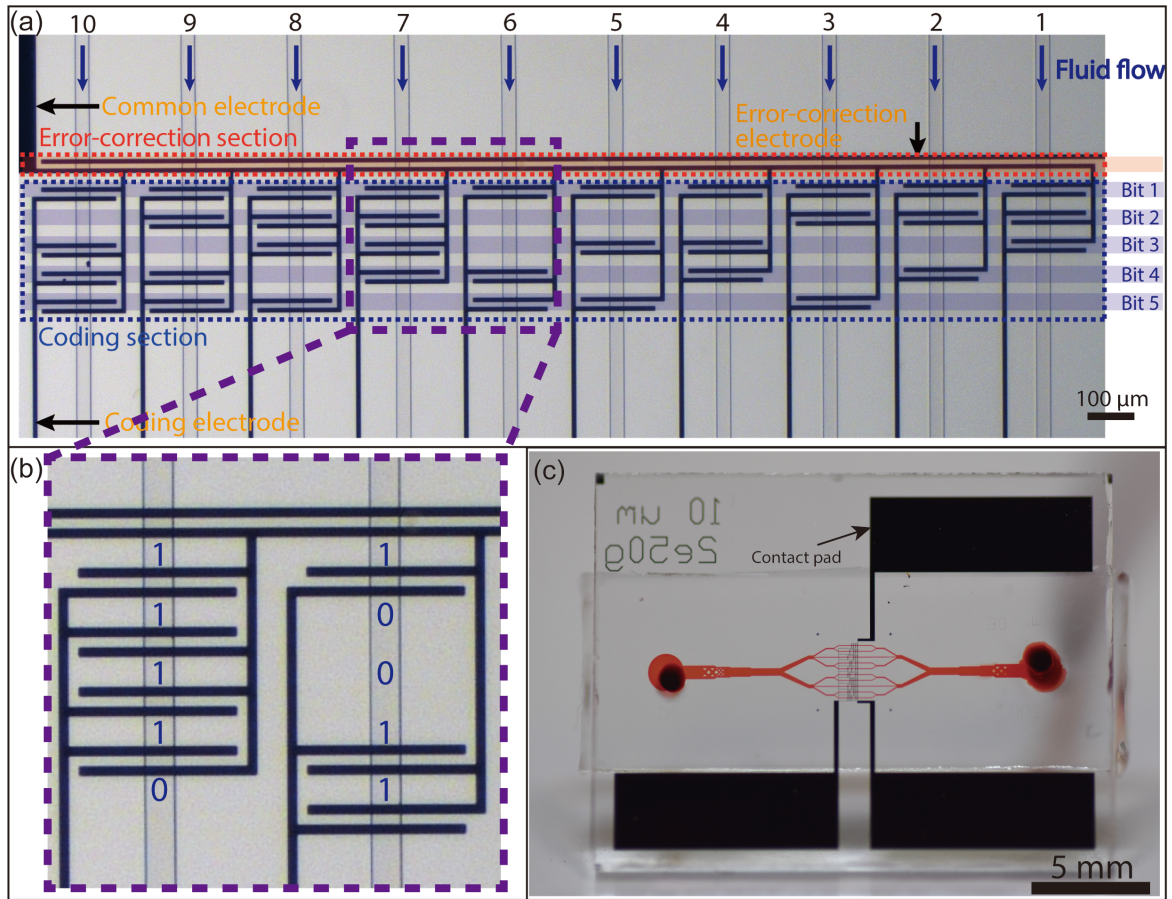 (a)
10 9 8 7 6 5 4 3 2 1
Fluid flow
Common electrode
Error-correction section
Error-correction
electrode
Bit 1
Bit 2
Bit 3
Bit 4
Bit 5
Coding section
Coding electrode
100 µm
(b)
1 1
1 0
1 0
1 1
0 1
(c)
10 um
2e50g
Contact pad
5 mm